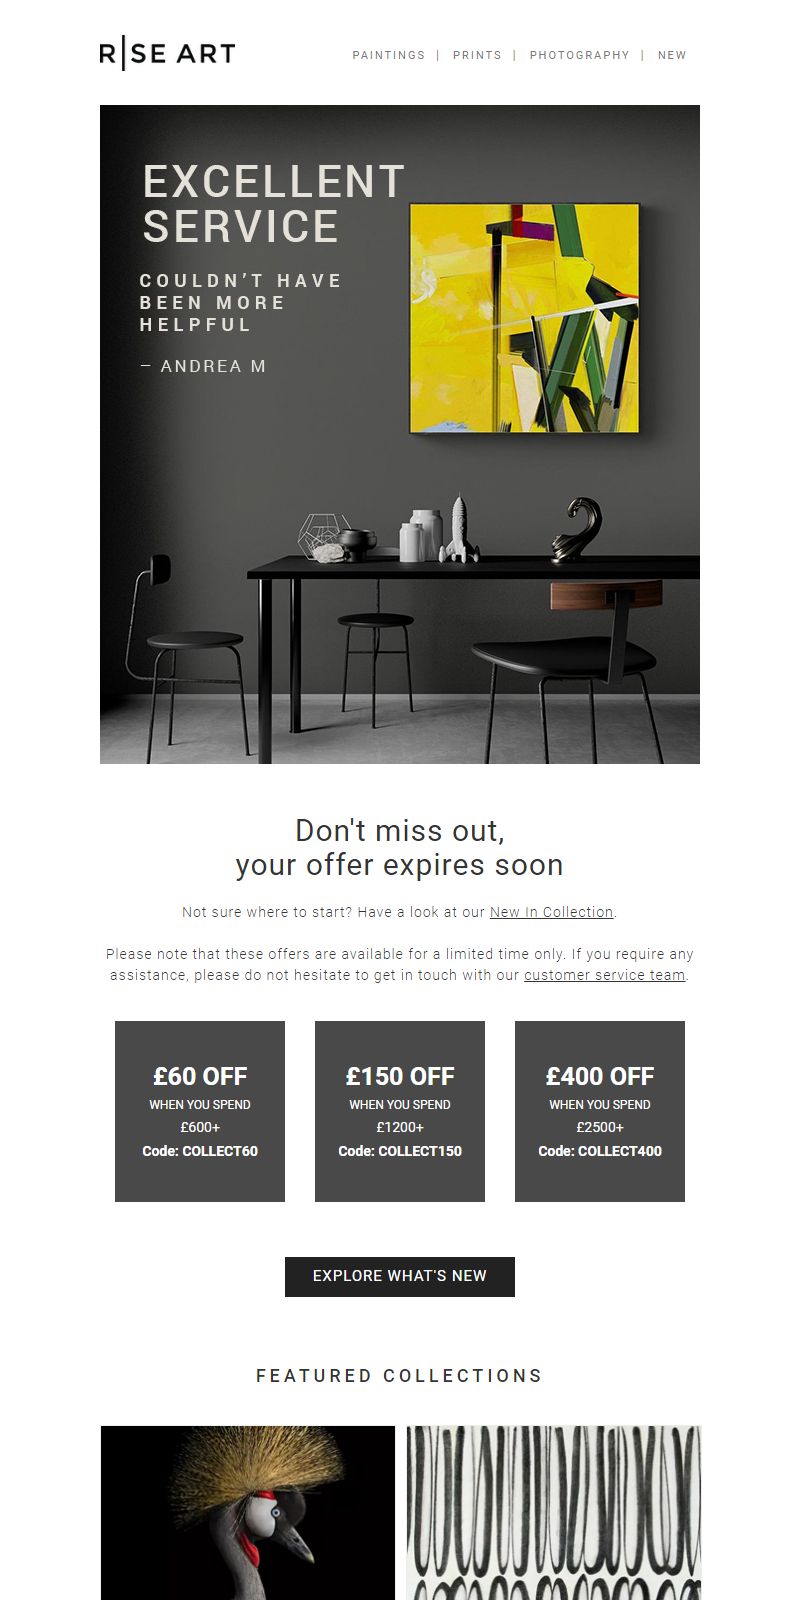 R|SE ART
PAINTINGS | PRINTS | PHOTOGRAPHY | NEW
EXCELLENT
SERVICE
COULDN'T HAVE
BEEN MORE
HELPFUL
– ANDREA M
Don't miss out,
your offer expires soon
Not sure where to start? Have a look at our New In Collection.
Please note that these offers are available for a limited time only. If you require any
assistance, please do not hesitate to get in touch with our customer service team.
£60 OFF
WHEN YOU SPEND
£600+
Code: COLLECT60
£150 OFF
WHEN YOU SPEND
£1200+
Code: COLLECT150
£400 OFF
WHEN YOU SPEND
£2500+
Code: COLLECT400
EXPLORE WHAT'S NEW
FEATURED COLLECTIONS